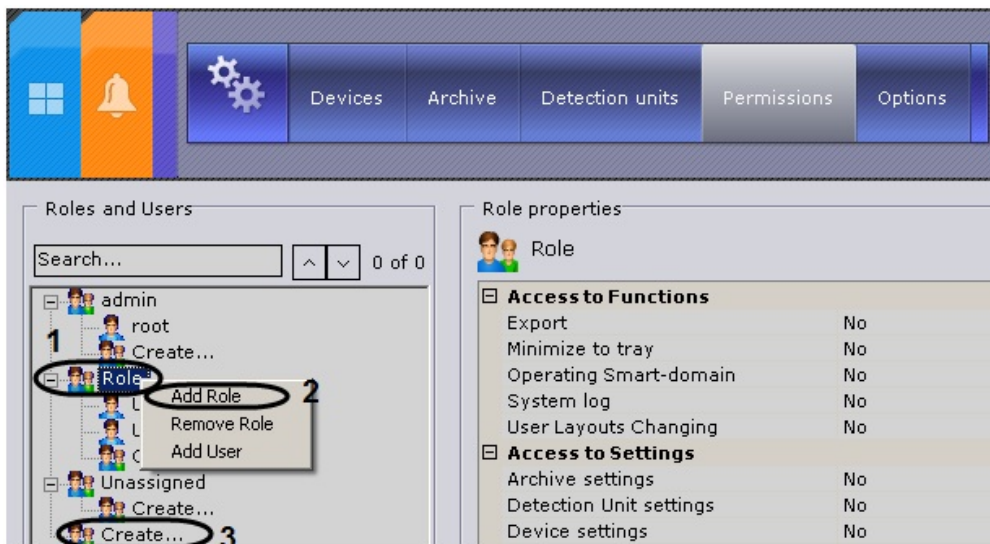 Devices Archive Detection units Permissions Options
Roles and Users
Search...
0 of 0
admin
root
1
Create...
Role
Add Role
2
Remove Role
Add User
Unassigned
Create...
Create...
3
Role properties
Role
Access to Functions
Export No
Minimize to tray No
Operating Smart-domain No
System log No
User Layouts Changing No
Access to Settings
Archive settings No
Detection Unit settings No
Device settings No